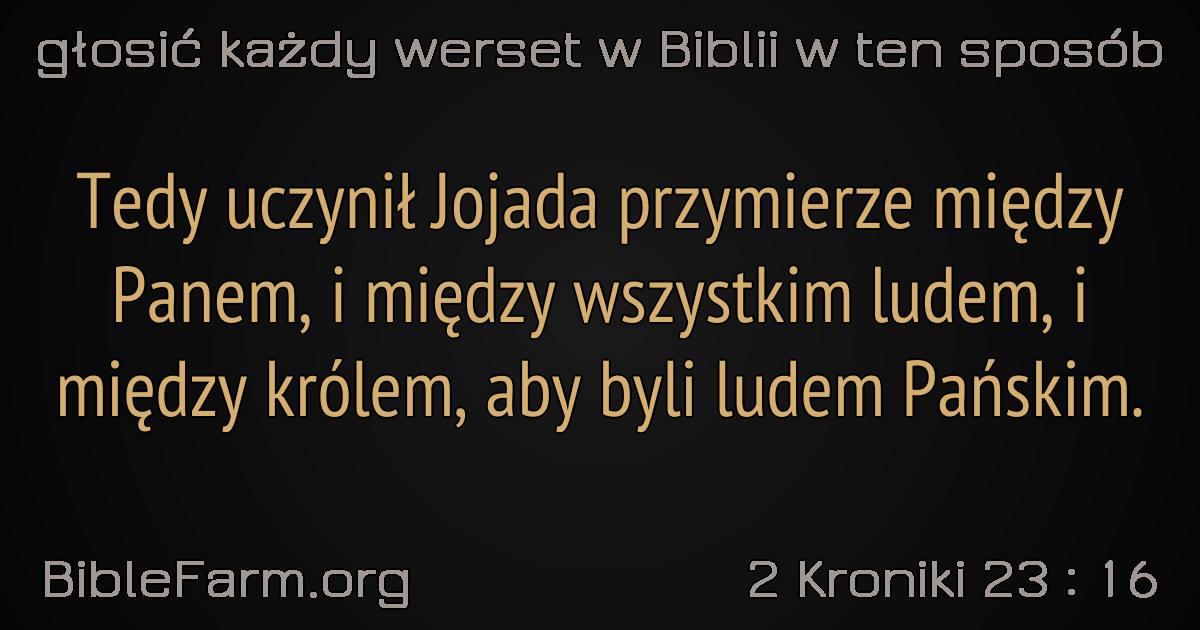 głosić każdy werset w Biblii w ten sposób
Tedy uczynił Jojada przymierze między
Panem, i między wszystkim ludem, i
między królem, aby byli ludem Pańskim.
BibleFarm.org
2 Kroniki 23 : 16